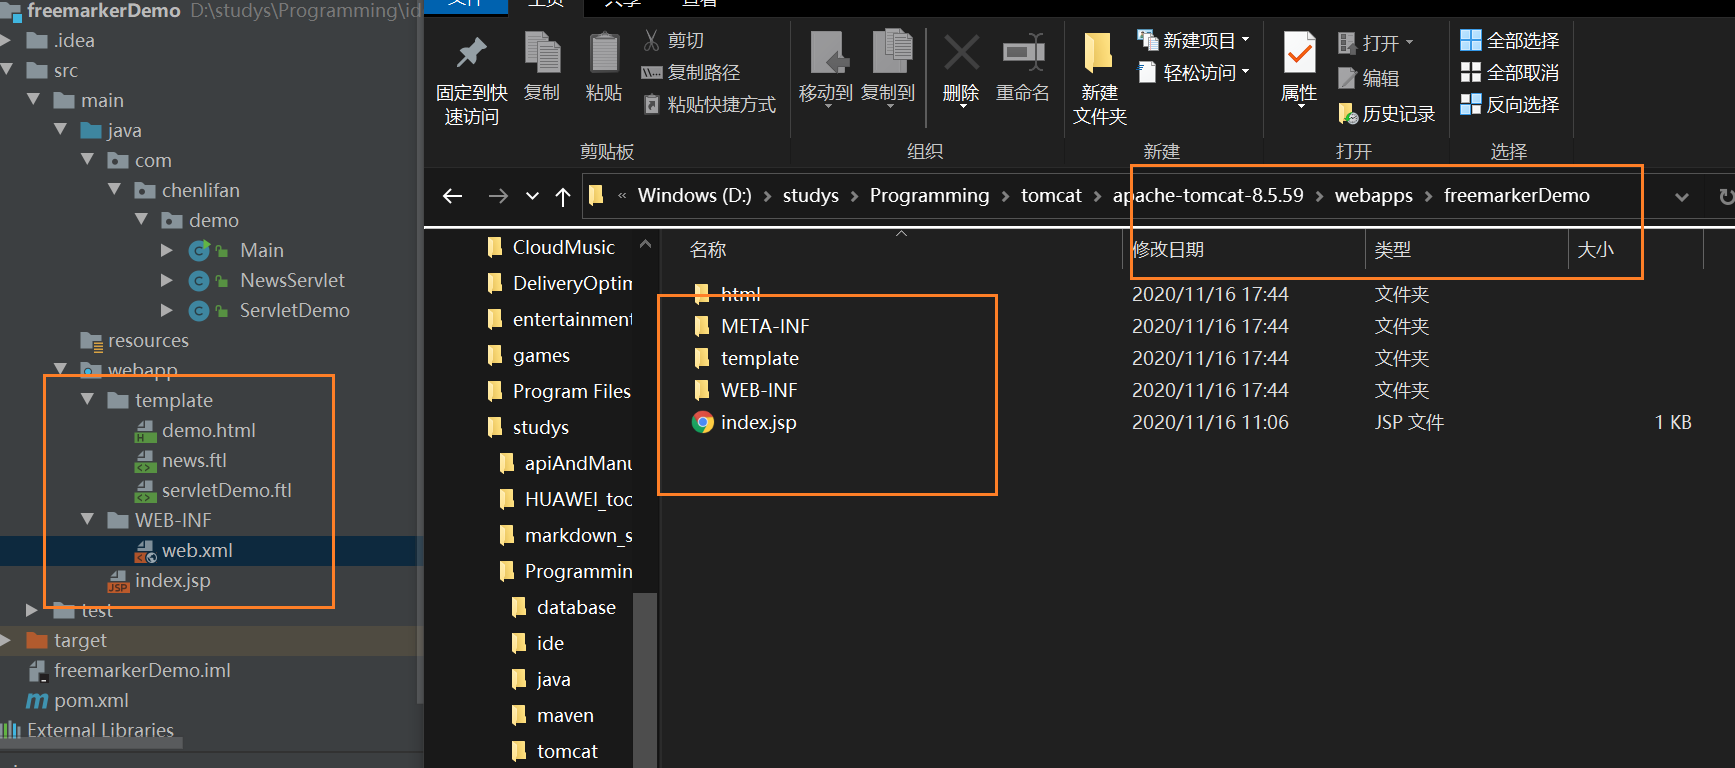 freemarkerDemo D:\studys\Programming\id
.idea
src
main
java
com
chenlifan
demo
Main
NewsServlet
ServletDemo
resources
webapp
template
demo.html
news.ftl
servletDemo.ftl
WEB-INF
web.xml
index.jsp
test
target
freemarkerDemo.iml
pom.xml
External Libraries
文件 主页 共享 查看
固定到快
速访问
复制
粘贴
剪切
复制路径
粘贴快捷方式
剪贴板
移动到
复制到
删除
重命名
组织
新建
文件夹
新建项目
轻松访问
新建
属性
打开
编辑
历史记录
打开
全部选择
全部取消
反向选择
选择
« Windows (D:) > studys > Programming > tomcat > apache-tomcat-8.5.59 > webapps > freemarkerDemo
CloudMusic
DeliveryOptim
entertainment
games
Program Files
studys
apiAndManu
HUAWEI_too
markdown_s
Programmin
database
ide
java
maven
tomcat
名称 修改日期 类型 大小
html 2020/11/16 17:44 文件夹
META-INF 2020/11/16 17:44 文件夹
template 2020/11/16 17:44 文件夹
WEB-INF 2020/11/16 17:44 文件夹
index.jsp 2020/11/16 11:06 JSP 文件 1 KB